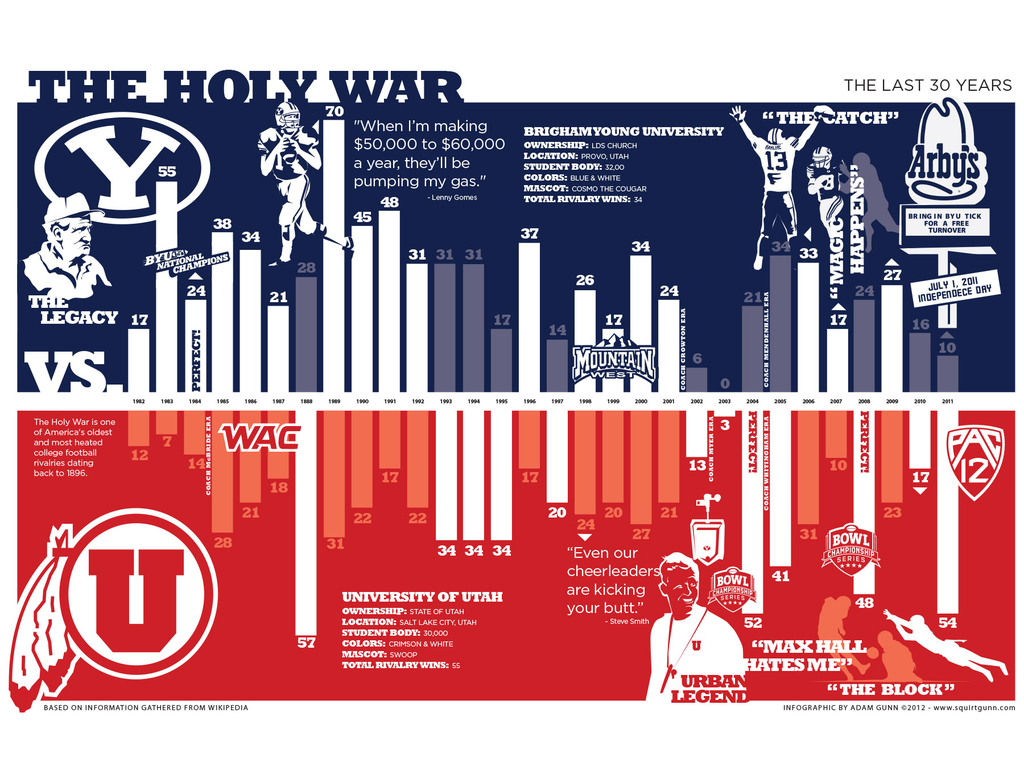 THE HOLY WAR
THE LAST 30 YEARS
Y
"When I'm making
$50,000 to $60,000
a year, they'll be
pumping my gas."
- Lenny Gomes
BRIGHAM YOUNG UNIVERSITY
OWNERSHIP: LDS CHURCH
LOCATION: PROVO, UTAH
STUDENT BODY: 32,00
COLORS: BLUE & WHITE
MASCOT: COSMO THE COUGAR
TOTAL RIVALRY WINS: 34
"THE CATCH"
13
"MAGIC
HAPPENS"
Arby's
BRING IN BYU TICK
FOR A FREE
TURNOVER
JULY 1, 2011
INDEPENDECE DAY
BYU
NATIONAL
CHAMPIONS
THE
LEGACY
PERFECT!
MOUNTAIN
WEST
COACH CROWTON ERA
COACH MENDENHALL ERA
17 55 24 38 34 21 28 70 45 48 31 31 31 17 37 14 26 17 34 24 6 0 21 34 33 17 24 27 16 10
VS.
1982 1983 1984 1985 1986 1987 1888 1989 1990 1991 1992 1993 1994 1995 1996 1997 1998 1999 2000 2001 2002 2003 2004 2005 2006 2007 2008 2009 2010 2011
12 7 14 28 21 18 57 31 22 17 22 34 34 34 17 20 24 20 27 21 13 3 52 41 31 10 48 23 17 54
The Holy War is one
of America's oldest
and most heated
college football
rivalries dating
back to 1896.
COACH McBRIDE ERA
WAC
COACH MYER ERA
PERFECT!
COACH WHITINGHAM ERA
PERFECT!
PAC
12
U
UNIVERSITY OF UTAH
OWNERSHIP: STATE OF UTAH
LOCATION: SALT LAKE CITY, UTAH
STUDENT BODY: 30,000
COLORS: CRIMSON & WHITE
MASCOT: SWOOP
TOTAL RIVALRY WINS: 55
"Even our
cheerleaders
are kicking
your butt."
- Steve Smith
U
URBAN
LEGEND
BOWL
CHAMPIONSHIP
SERIES
BOWL
CHAMPIONSHIP
SERIES
"MAX HALL
HATES ME"
"THE BLOCK"
BASED ON INFORMATION GATHERED FROM WIKIPEDIA
INFOGRAPHIC BY ADAM GUNN ©2012 - www.squirtgunn.com